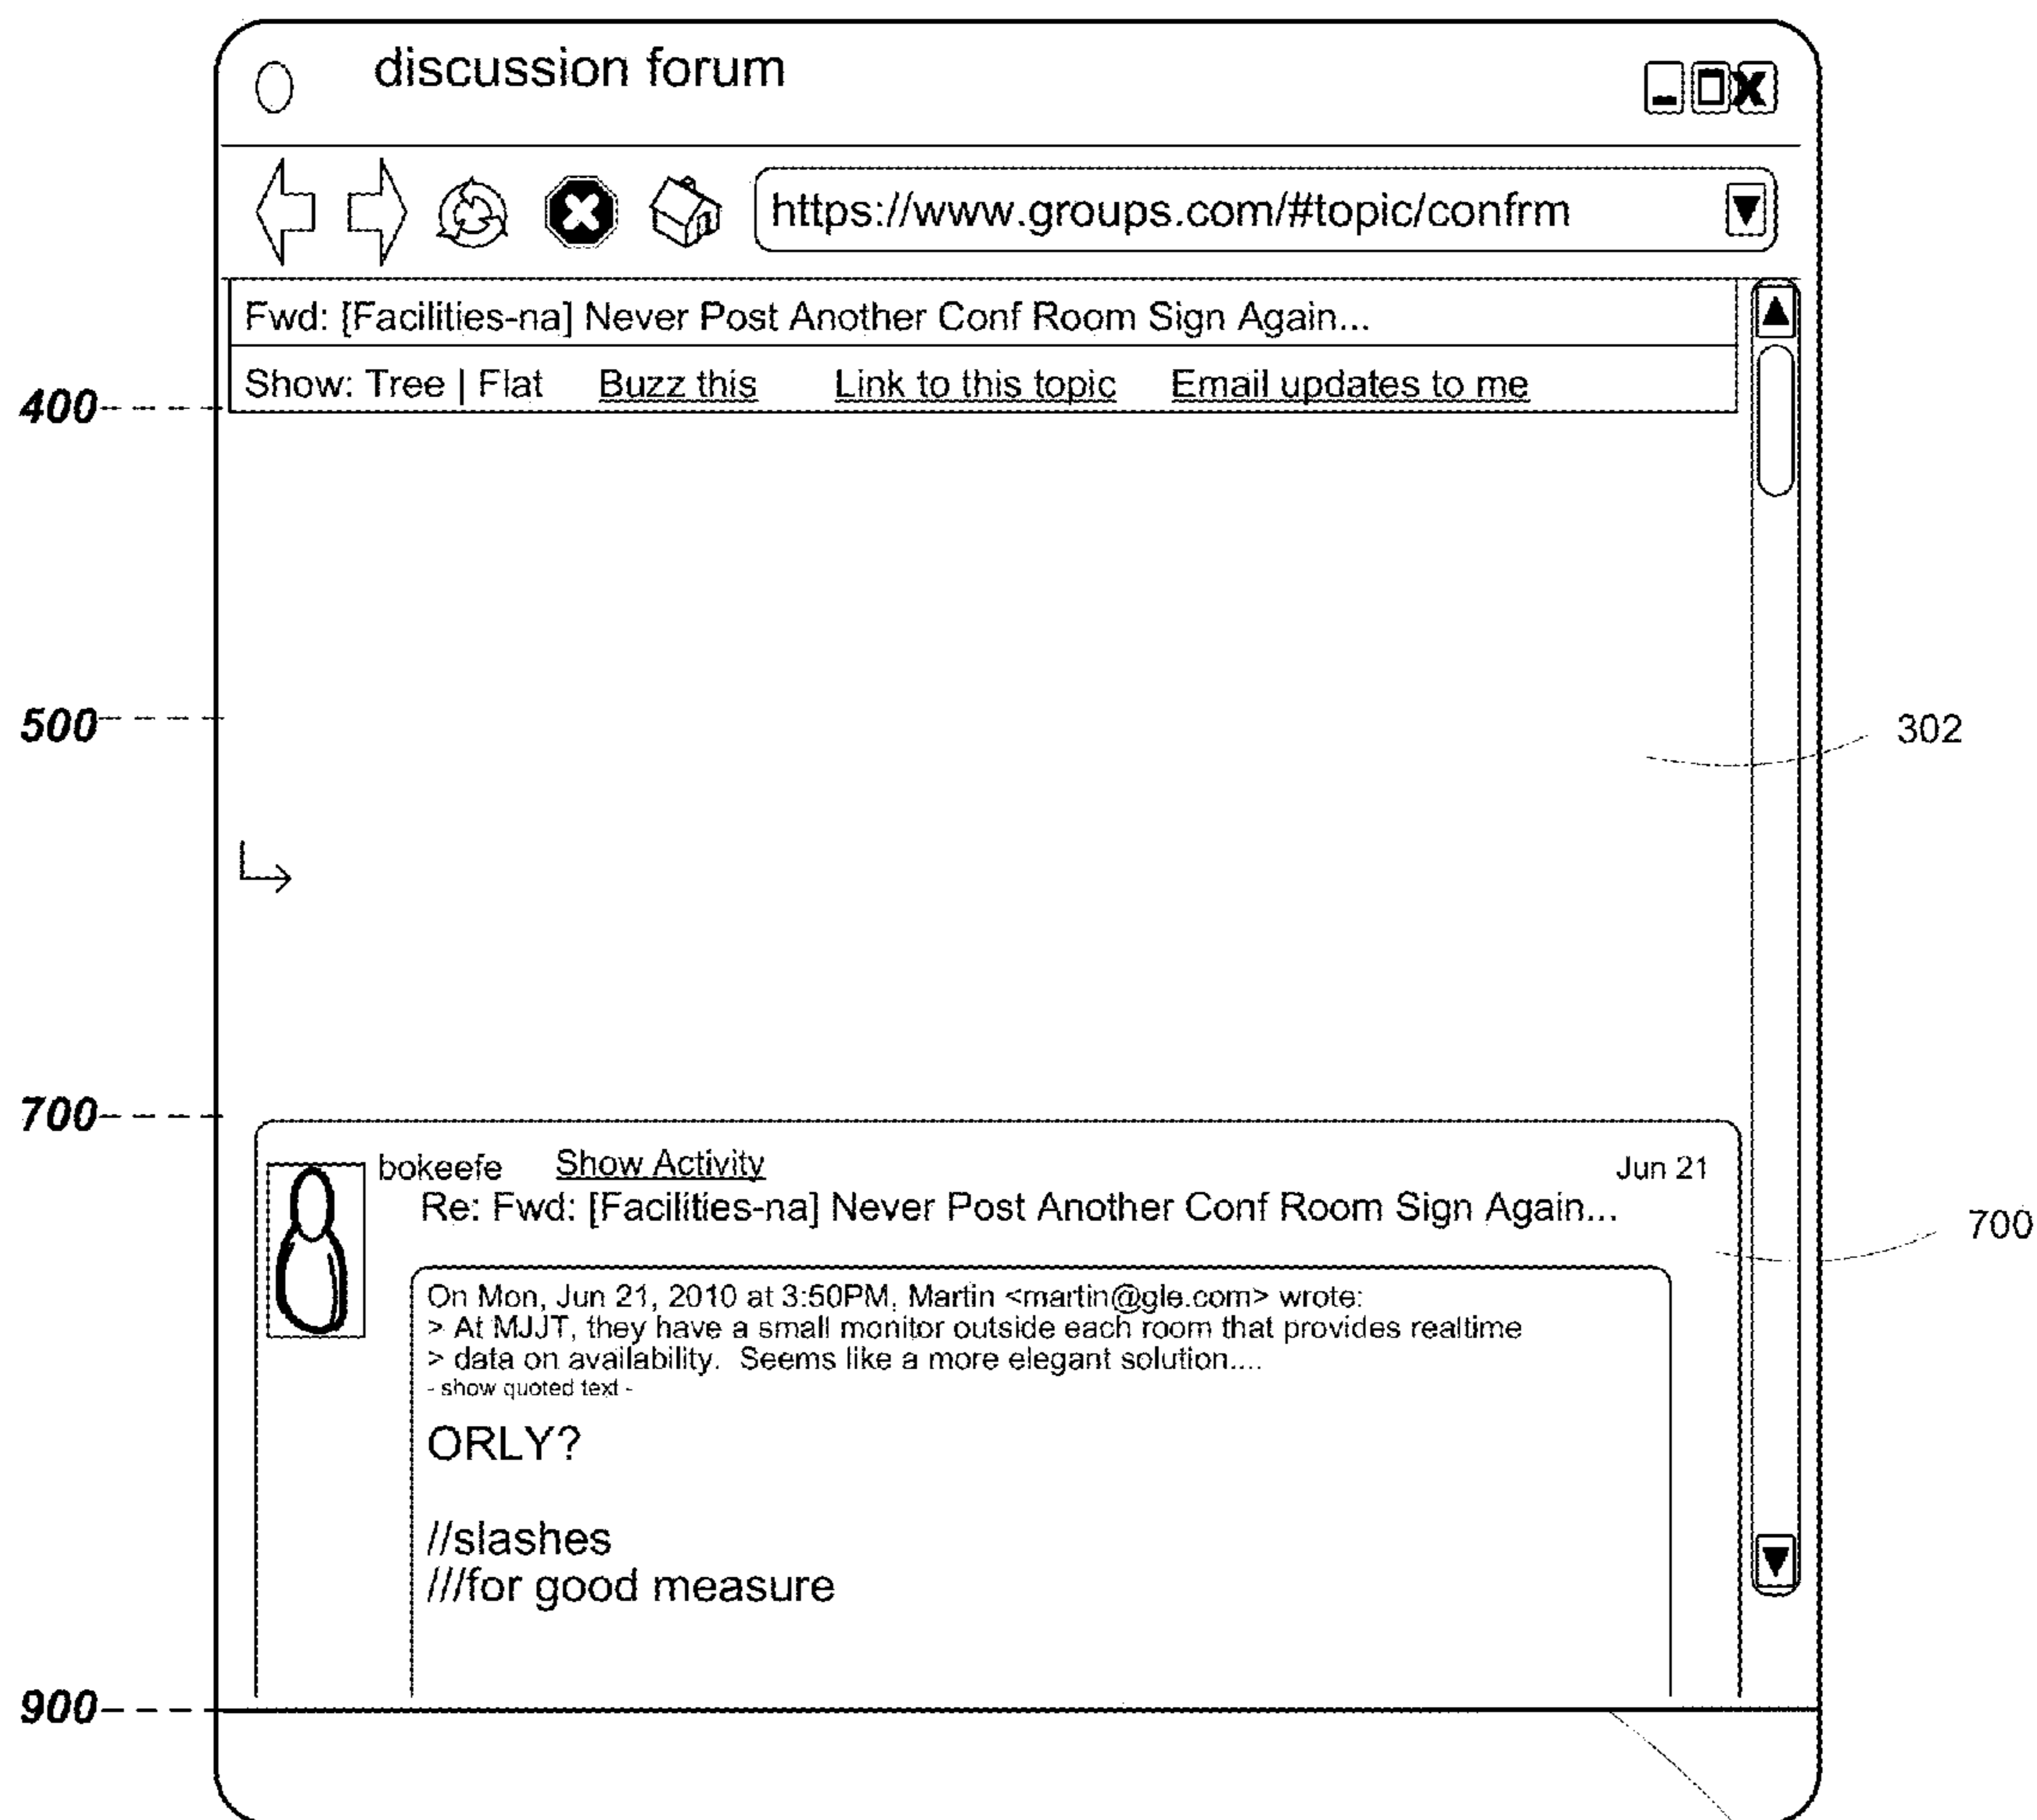 discussion forum
https://www.groups.com/#topic/confrm
Fwd: [Facilities-na] Never Post Another Conf Room Sign Again...
Show: Tree | Flat Buzz this Link to this topic Email updates to me
400
500
302
700
bokeefe Show Activity Jun 21
Re: Fwd: [Facilities-na] Never Post Another Conf Room Sign Again...
700
On Mon, Jun 21, 2010 at 3:50PM, Martin <martin@gle.com> wrote:
> At MJJT, they have a small monitor outside each room that provides realtime
> data on availability. Seems like a more elegant solution....
- show quoted text -
ORLY?
//slashes
///for good measure
900